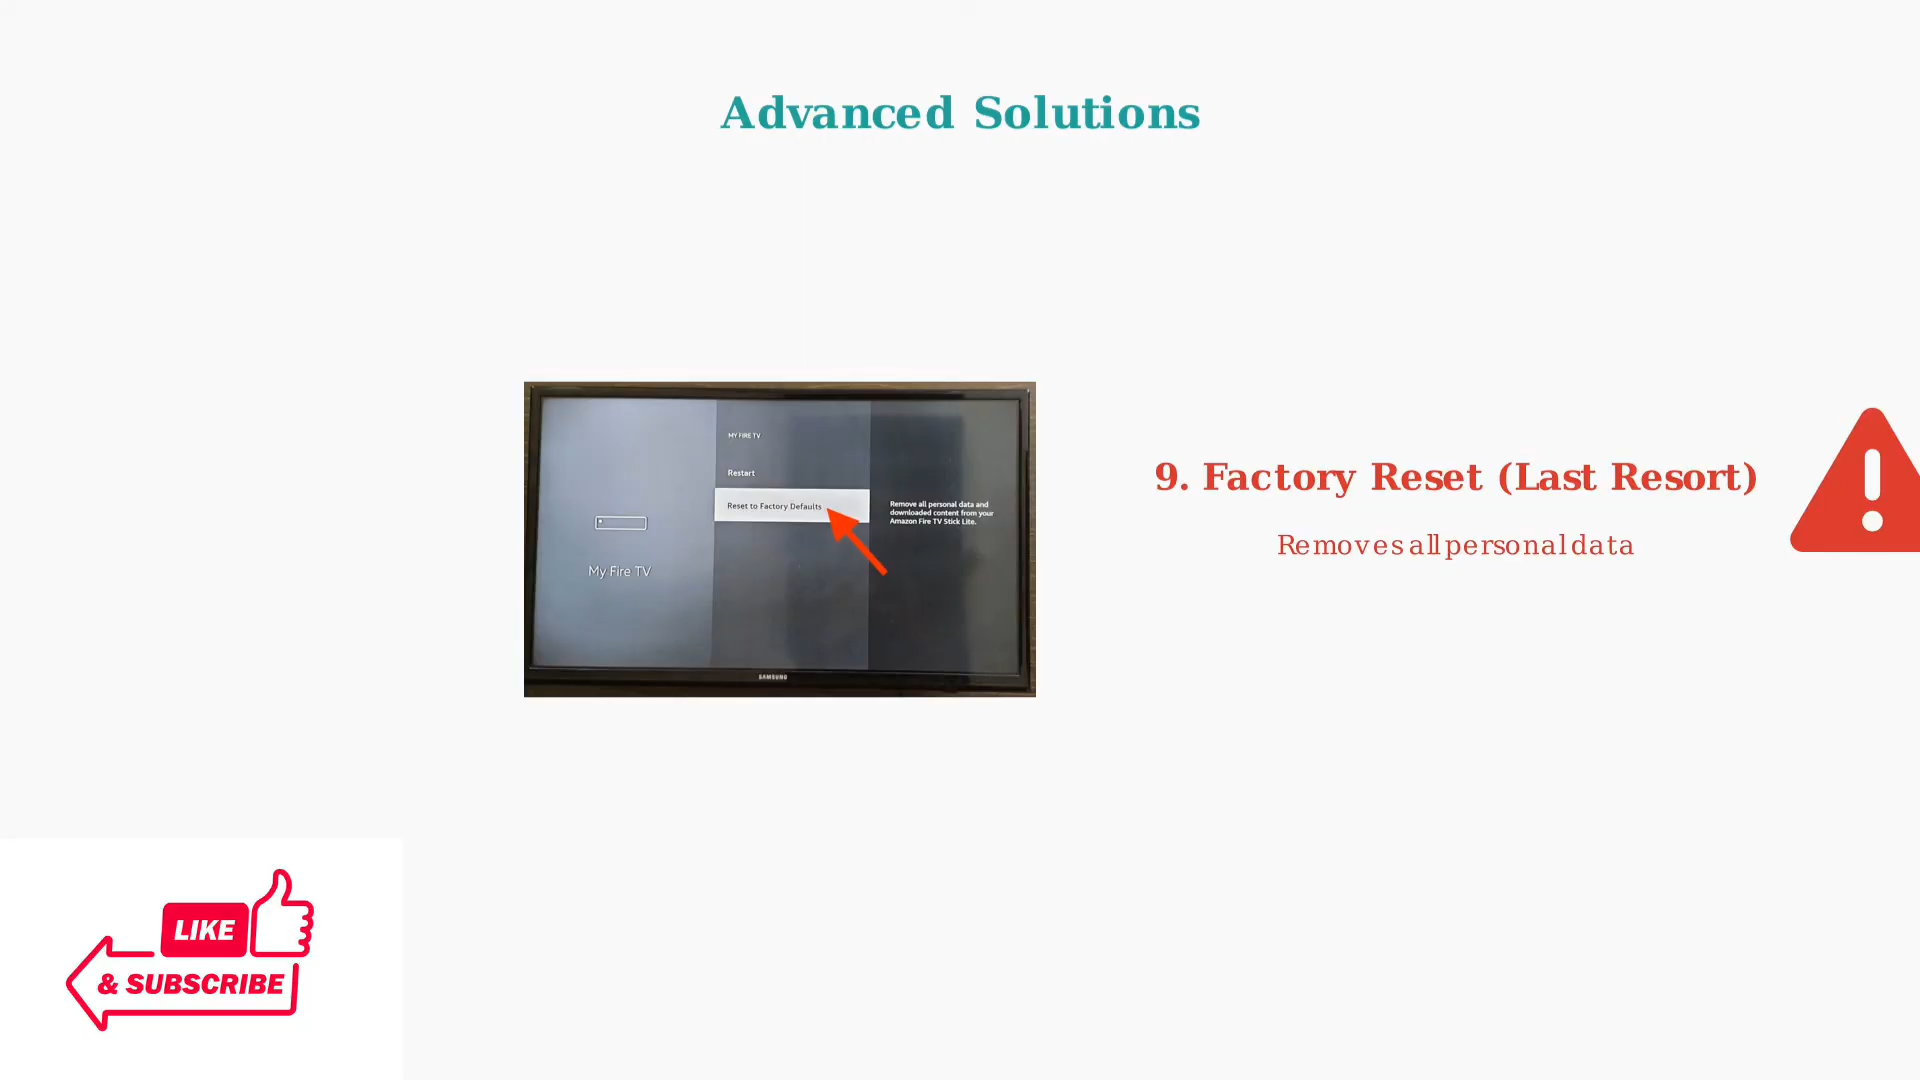 Advanced Solutions
MY FIRE TV
Restart
Reset to Factory Defaults
Remove all personal data and
downloaded content from your
Amazon Fire TV Stick Lite.
My Fire TV
SAMSUNG
9. Factory Reset (Last Resort)
Removes all personal data
LIKE
& SUBSCRIBE